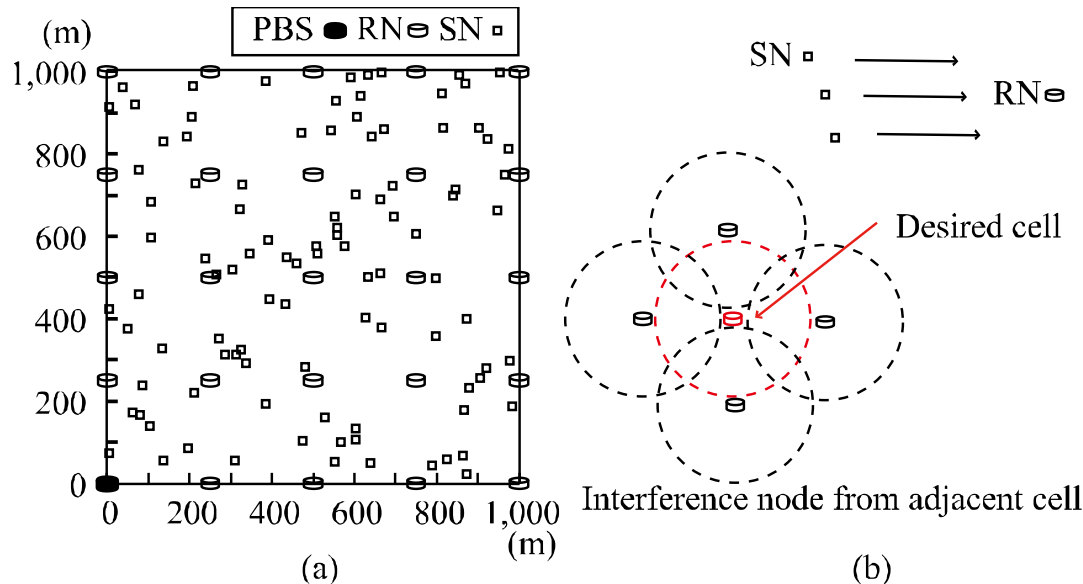 (m)
PBS RN SN
1,000
800
600
400
200
0
0 200 400 600 800 1,000
(m)
(a)
SN
RN
Desired cell
Interference node from adjacent cell
(b)